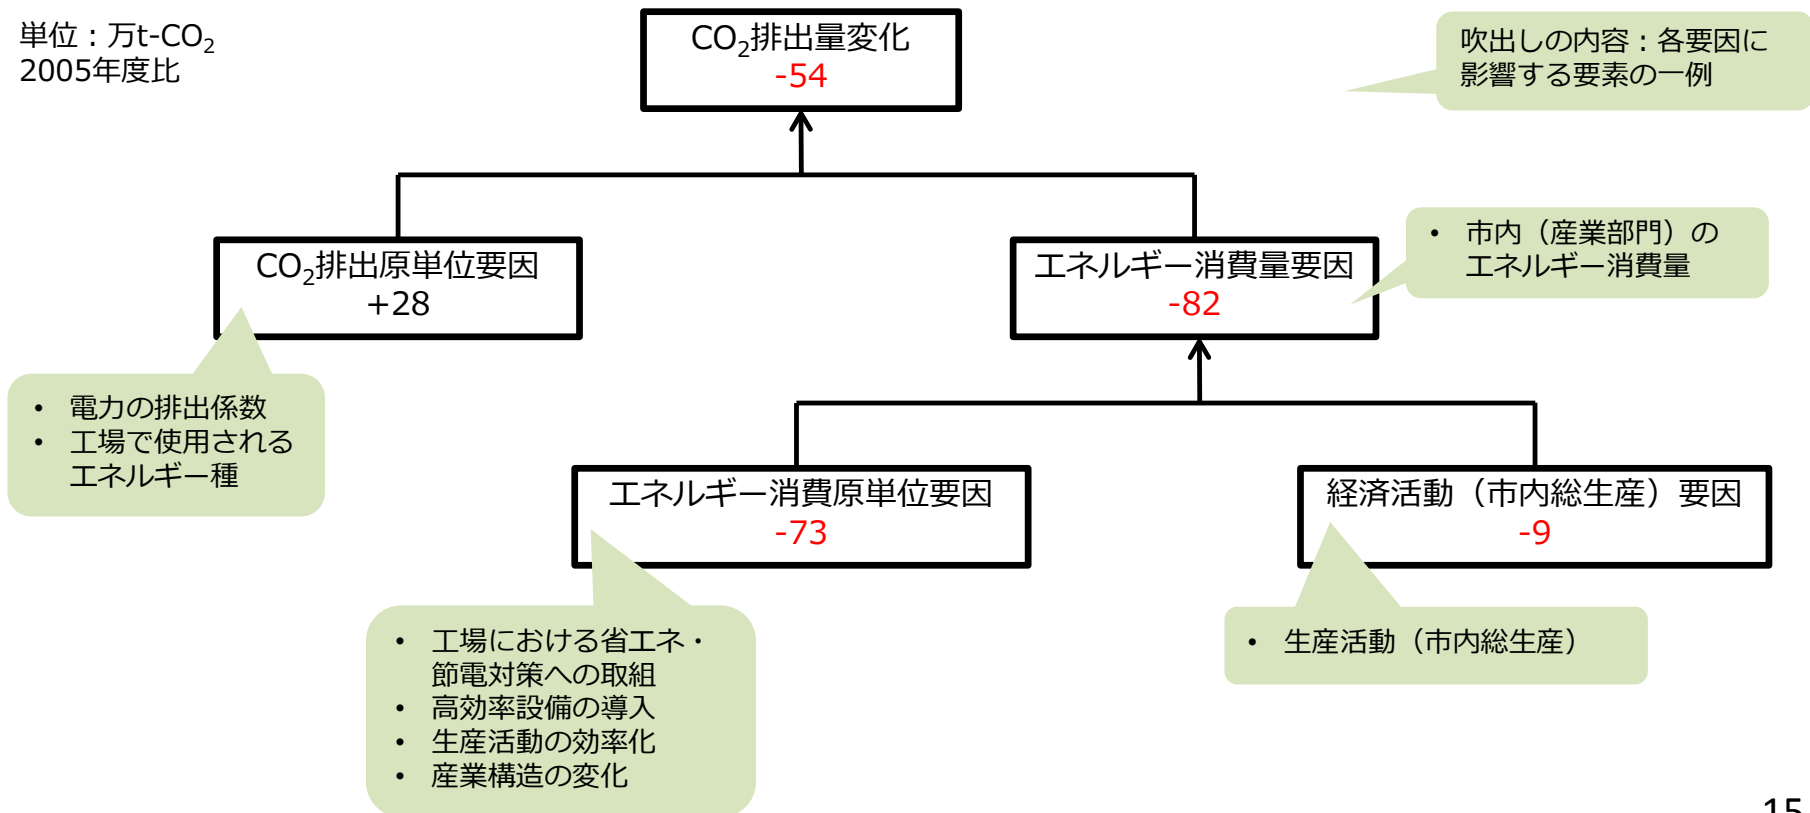 単位：万t-CO2
2005年度比
CO2排出量変化
-54
吹出しの内容：各要因に
影響する要素の一例
CO2排出原単位要因
+28
エネルギー消費量要因
-82
• 市内（産業部門）の
エネルギー消費量
• 電力の排出係数
• 工場で使用される
エネルギー種
エネルギー消費原単位要因
-73
経済活動（市内総生産）要因
-9
• 工場における省エネ・
節電対策への取組
• 高効率設備の導入
• 生産活動の効率化
• 産業構造の変化
• 生産活動（市内総生産）
15